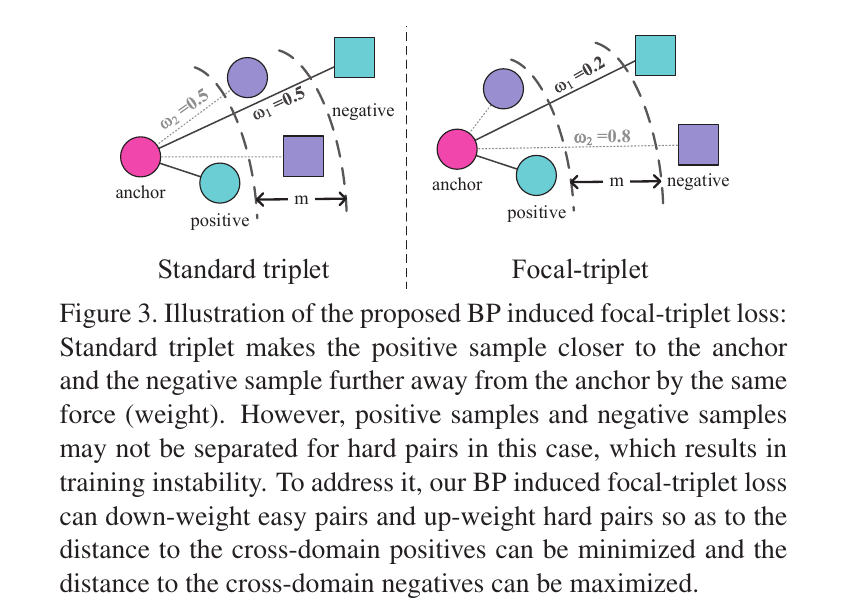 ω₂ =0.5
ω₁ =0.5
negative
anchor
positive
m
Standard triplet
ω₁ =0.2
ω₂ =0.8
anchor
m
negative
positive
Focal-triplet
Figure 3. Illustration of the proposed BP induced focal-triplet loss:
Standard triplet makes the positive sample closer to the anchor
and the negative sample further away from the anchor by the same
force (weight). However, positive samples and negative samples
may not be separated for hard pairs in this case, which results in
training instability. To address it, our BP induced focal-triplet loss
can down-weight easy pairs and up-weight hard pairs so as to the
distance to the cross-domain positives can be minimized and the
distance to the cross-domain negatives can be maximized.